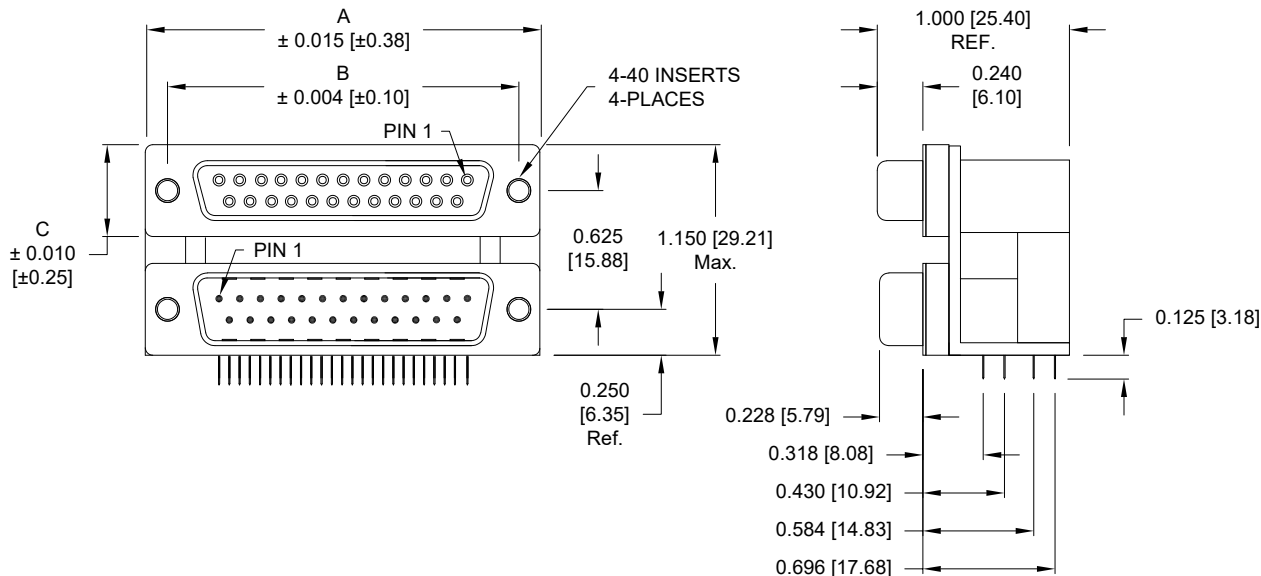 A
± 0.015 [±0.38]
B
± 0.004 [±0.10]
4-40 INSERTS
4-PLACES
PIN 1
C
± 0.010
[±0.25]
PIN 1
0.625
[15.88]
1.150 [29.21]
Max.
0.250
[6.35]
Ref.
1.000 [25.40]
REF.
0.240
[6.10]
0.125 [3.18]
0.228 [5.79]
0.318 [8.08]
0.430 [10.92]
0.584 [14.83]
0.696 [17.68]